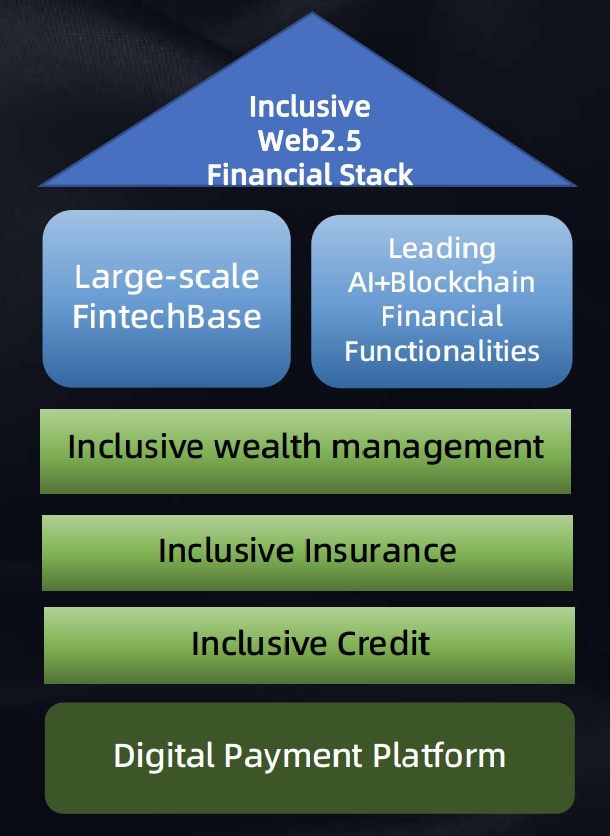 Inclusive
Web2.5
Financial Stack
Large-scale
FintechBase
Leading
AI+Blockchain
Financial
Functionalities
Inclusive wealth management
Inclusive Insurance
Inclusive Credit
Digital Payment Platform